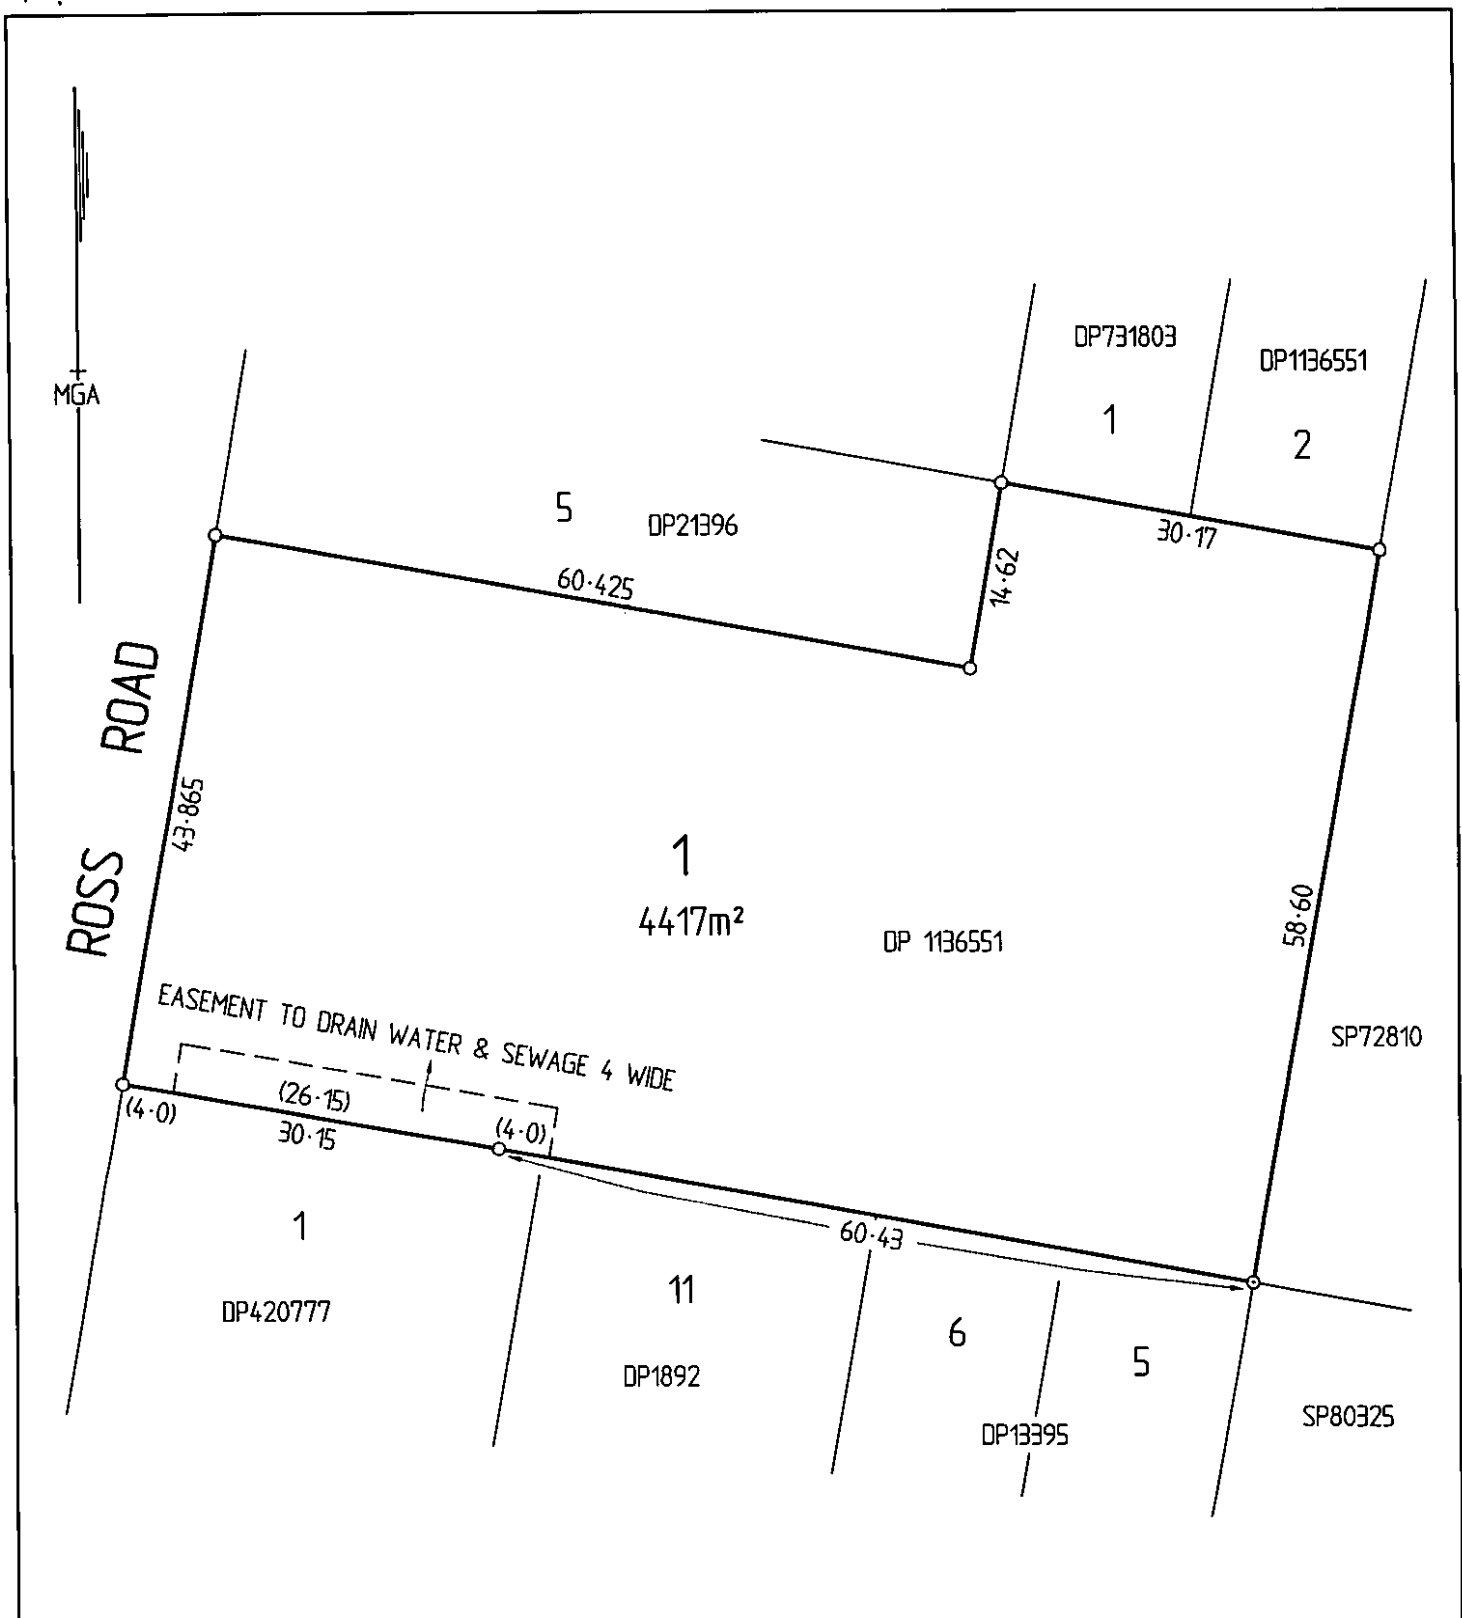 DP731803
DP1136551
MGA
1
2
5
DP21396
30·17
60·425
14·62
ROSS ROAD
43·865
1
4417m²
DP 1136551
58·60
EASEMENT TO DRAIN WATER & SEWAGE 4 WIDE
SP72810
(26·15)
(4·0)
(4·0)
30·15
60·43
1
11
6
5
DP420777
DP1892
DP13395
SP80325